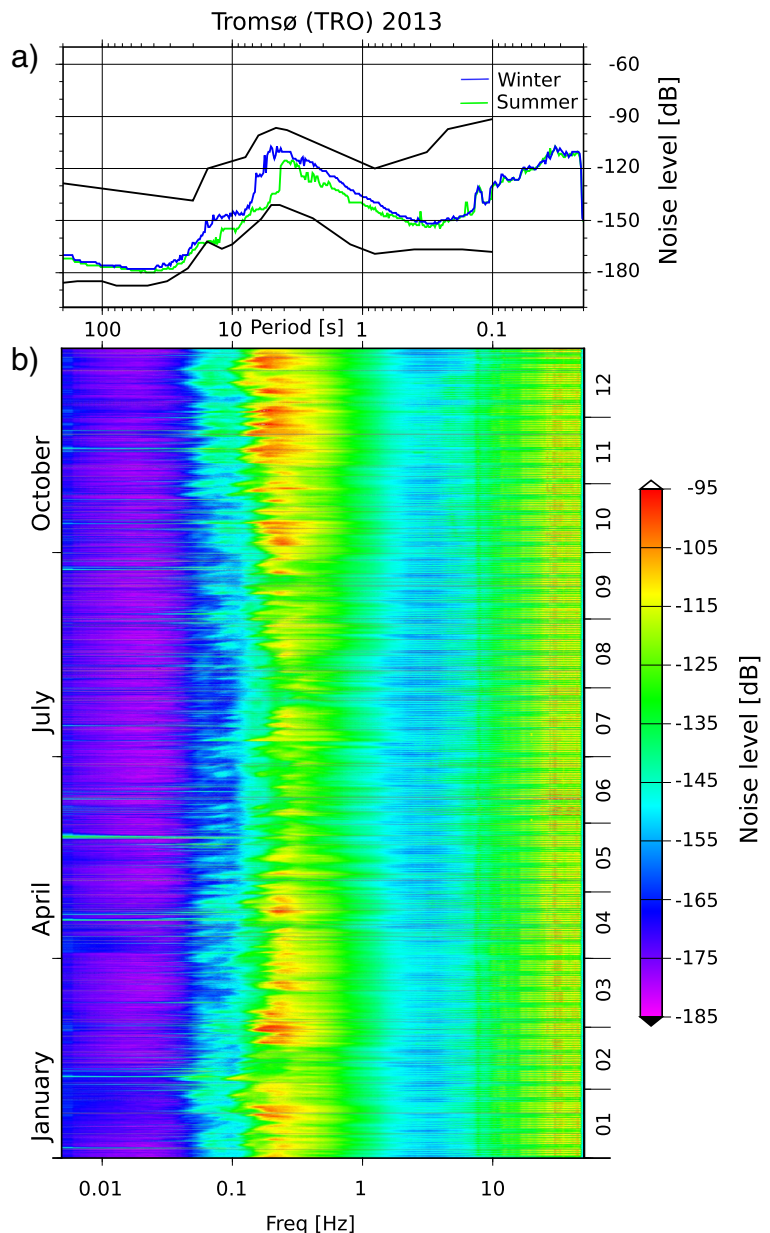 Tromsø (TRO) 2013
a)
Winter
Summer
-60
-90
-120
-150
-180
Noise level [dB]
100 10 Period [s] 1 0.1
b)
October
July
April
January
12
11
10
09
08
07
06
05
04
03
02
01
-95
-105
-115
-125
-135
-145
-155
-165
-175
-185
Noise level [dB]
0.01 0.1 1 10
Freq [Hz]